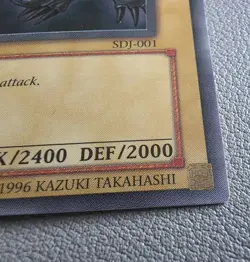 SDJ-001
attack.
K/2400 DEF/2000
1996 KAZUKI TAKAHASHI